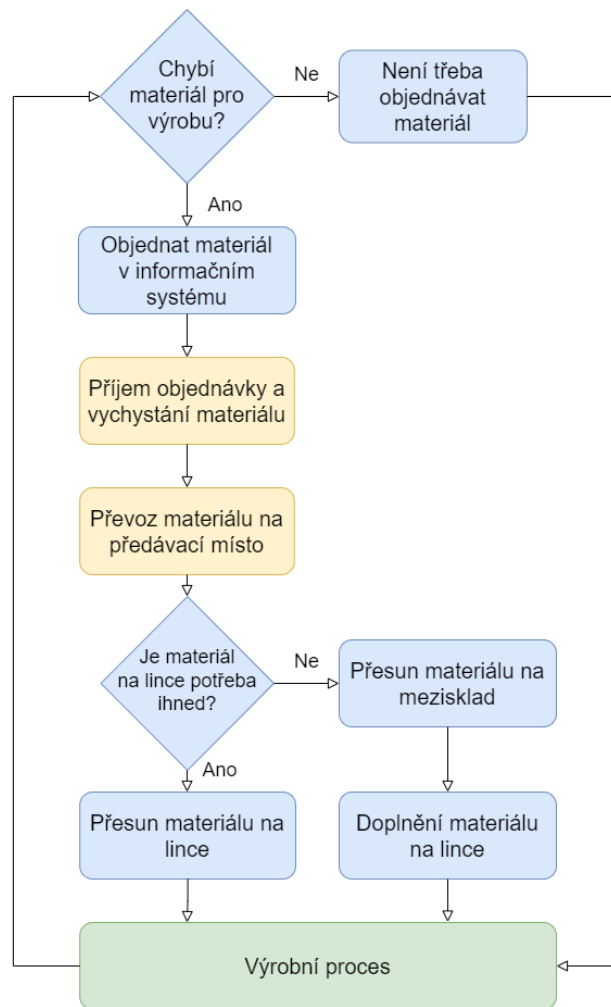 Chybí
materiál pro
výrobu?
Ne
Není třeba
objednávat
materiál
Ano
Objednat materiál
v informačním
systému
Příjem objednávky a
vychystání materiálu
Převoz materiálu na
předávací místo
Je materiál
na lince potřeba
ihned?
Ne
Přesun materiálu na
mezisklad
Ano
Přesun materiálu na
lince
Doplnění materiálu
na lince
Výrobní proces